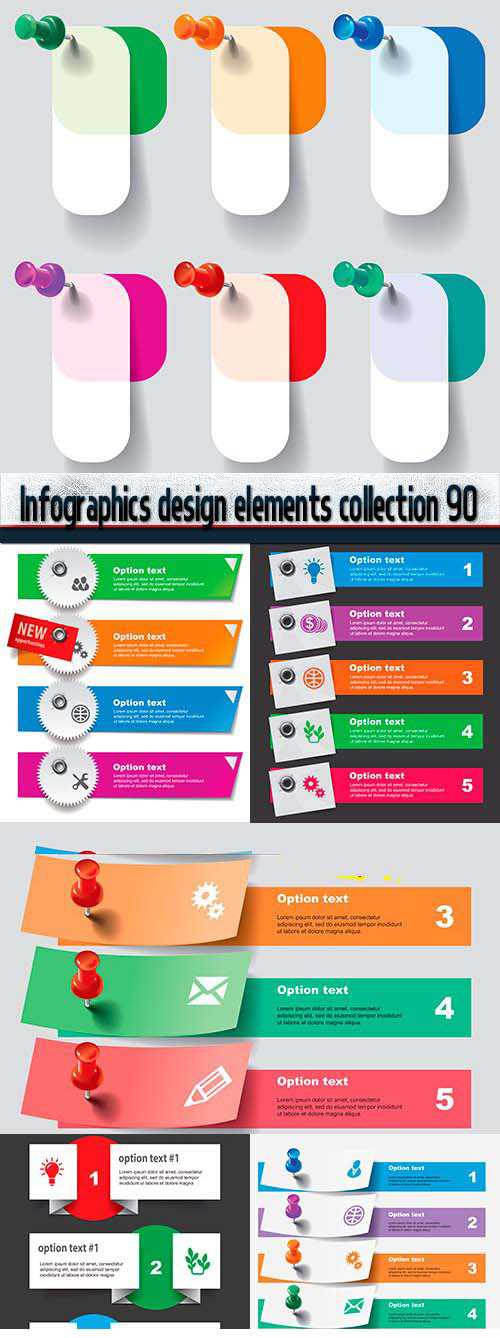 Infographics design elements collection 90
Option text
Lorem ipsum dolor sit amet, consectetur
adipiscing elit, sed do eiusmod tempor incididunt
ut labore et dolore magna aliqua.
NEW
opportunities
Option text
Lorem ipsum dolor sit amet, consectetur
adipiscing elit, sed do eiusmod tempor incididunt
ut labore et dolore magna aliqua.
Option text
Lorem ipsum dolor sit amet, consectetur
adipiscing elit, sed do eiusmod tempor incididunt
ut labore et dolore magna aliqua.
Option text
Lorem ipsum dolor sit amet, consectetur
adipiscing elit, sed do eiusmod tempor incididunt
ut labore et dolore magna aliqua.
Option text 1
Lorem ipsum dolor sit amet, consectetur
adipiscing elit, sed do eiusmod tempor incididunt
ut labore et dolore magna aliqua.
Option text 2
Lorem ipsum dolor sit amet, consectetur
adipiscing elit, sed do eiusmod tempor incididunt
ut labore et dolore magna aliqua.
Option text 3
Lorem ipsum dolor sit amet, consectetur
adipiscing elit, sed do eiusmod tempor incididunt
ut labore et dolore magna aliqua.
Option text 4
Lorem ipsum dolor sit amet, consectetur
adipiscing elit, sed do eiusmod tempor incididunt
ut labore et dolore magna aliqua.
Option text 5
Lorem ipsum dolor sit amet, consectetur
adipiscing elit, sed do eiusmod tempor incididunt
ut labore et dolore magna aliqua.
Option text
Lorem ipsum dolor sit amet, consectetur
adipiscing elit, sed do eiusmod tempor incididunt
ut labore et dolore magna aliqua.
3
Option text
Lorem ipsum dolor sit amet, consectetur
adipiscing elit, sed do eiusmod tempor incididunt
ut labore et dolore magna aliqua.
4
Option text
Lorem ipsum dolor sit amet, consectetur
adipiscing elit, sed do eiusmod tempor incididunt
ut labore et dolore magna aliqua.
5
1
option text #1
Lorem ipsum dolor sit amet, consectetur
adipiscing elit, sed do eiusmod tempor incididunt
ut labore et dolore magna
option text #1
Lorem ipsum dolor sit amet, consectetur
adipiscing elit, sed do eiusmod tempor incididunt
ut labore et dolore magna
2
Option text 1
Lorem ipsum dolor sit amet, consectetur
adipiscing elit, sed do eiusmod tempor incididunt
ut labore et dolore magna aliqua.
Option text 2
Lorem ipsum dolor sit amet, consectetur
adipiscing elit, sed do eiusmod tempor incididunt
ut labore et dolore magna aliqua.
Option text 3
Lorem ipsum dolor sit amet, consectetur
adipiscing elit, sed do eiusmod tempor incididunt
ut labore et dolore magna aliqua.
Option text 4
Lorem ipsum dolor sit amet, consectetur
adipiscing elit, sed do eiusmod tempor incididunt
ut labore et dolore magna aliqua.